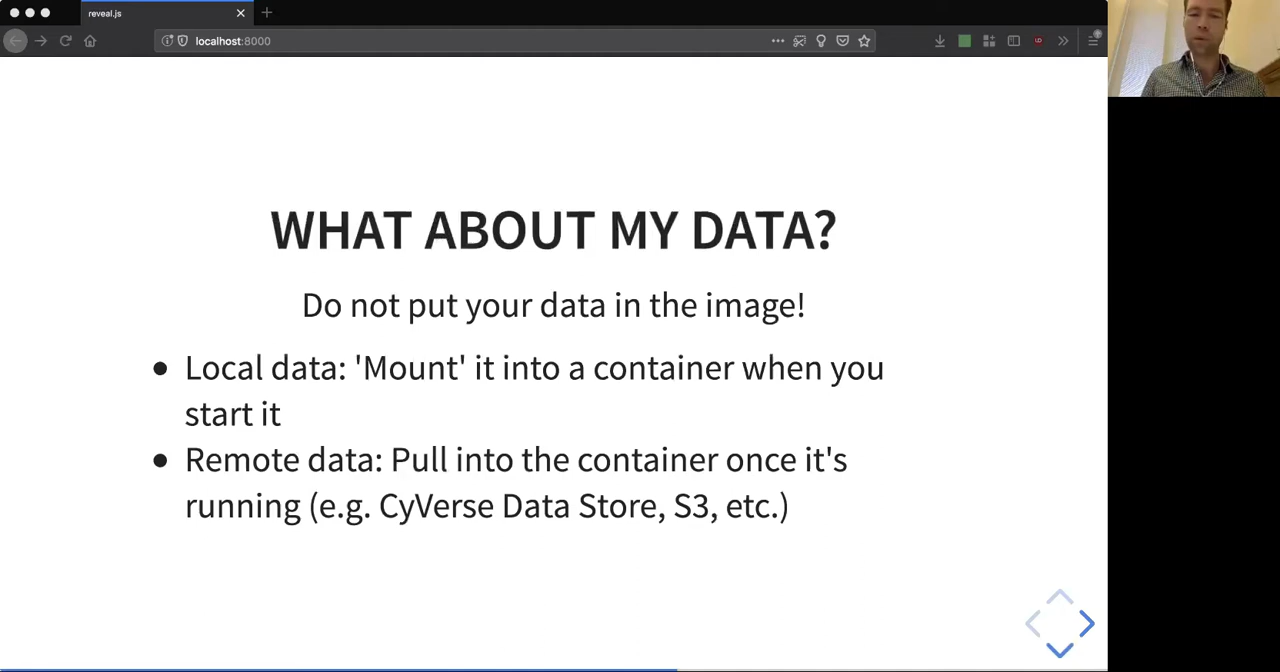 reveal.js
localhost:8000
WHAT ABOUT MY DATA?
Do not put your data in the image!
Local data: 'Mount' it into a container when you
start it
Remote data: Pull into the container once it's
running (e.g. CyVerse Data Store, S3, etc.)